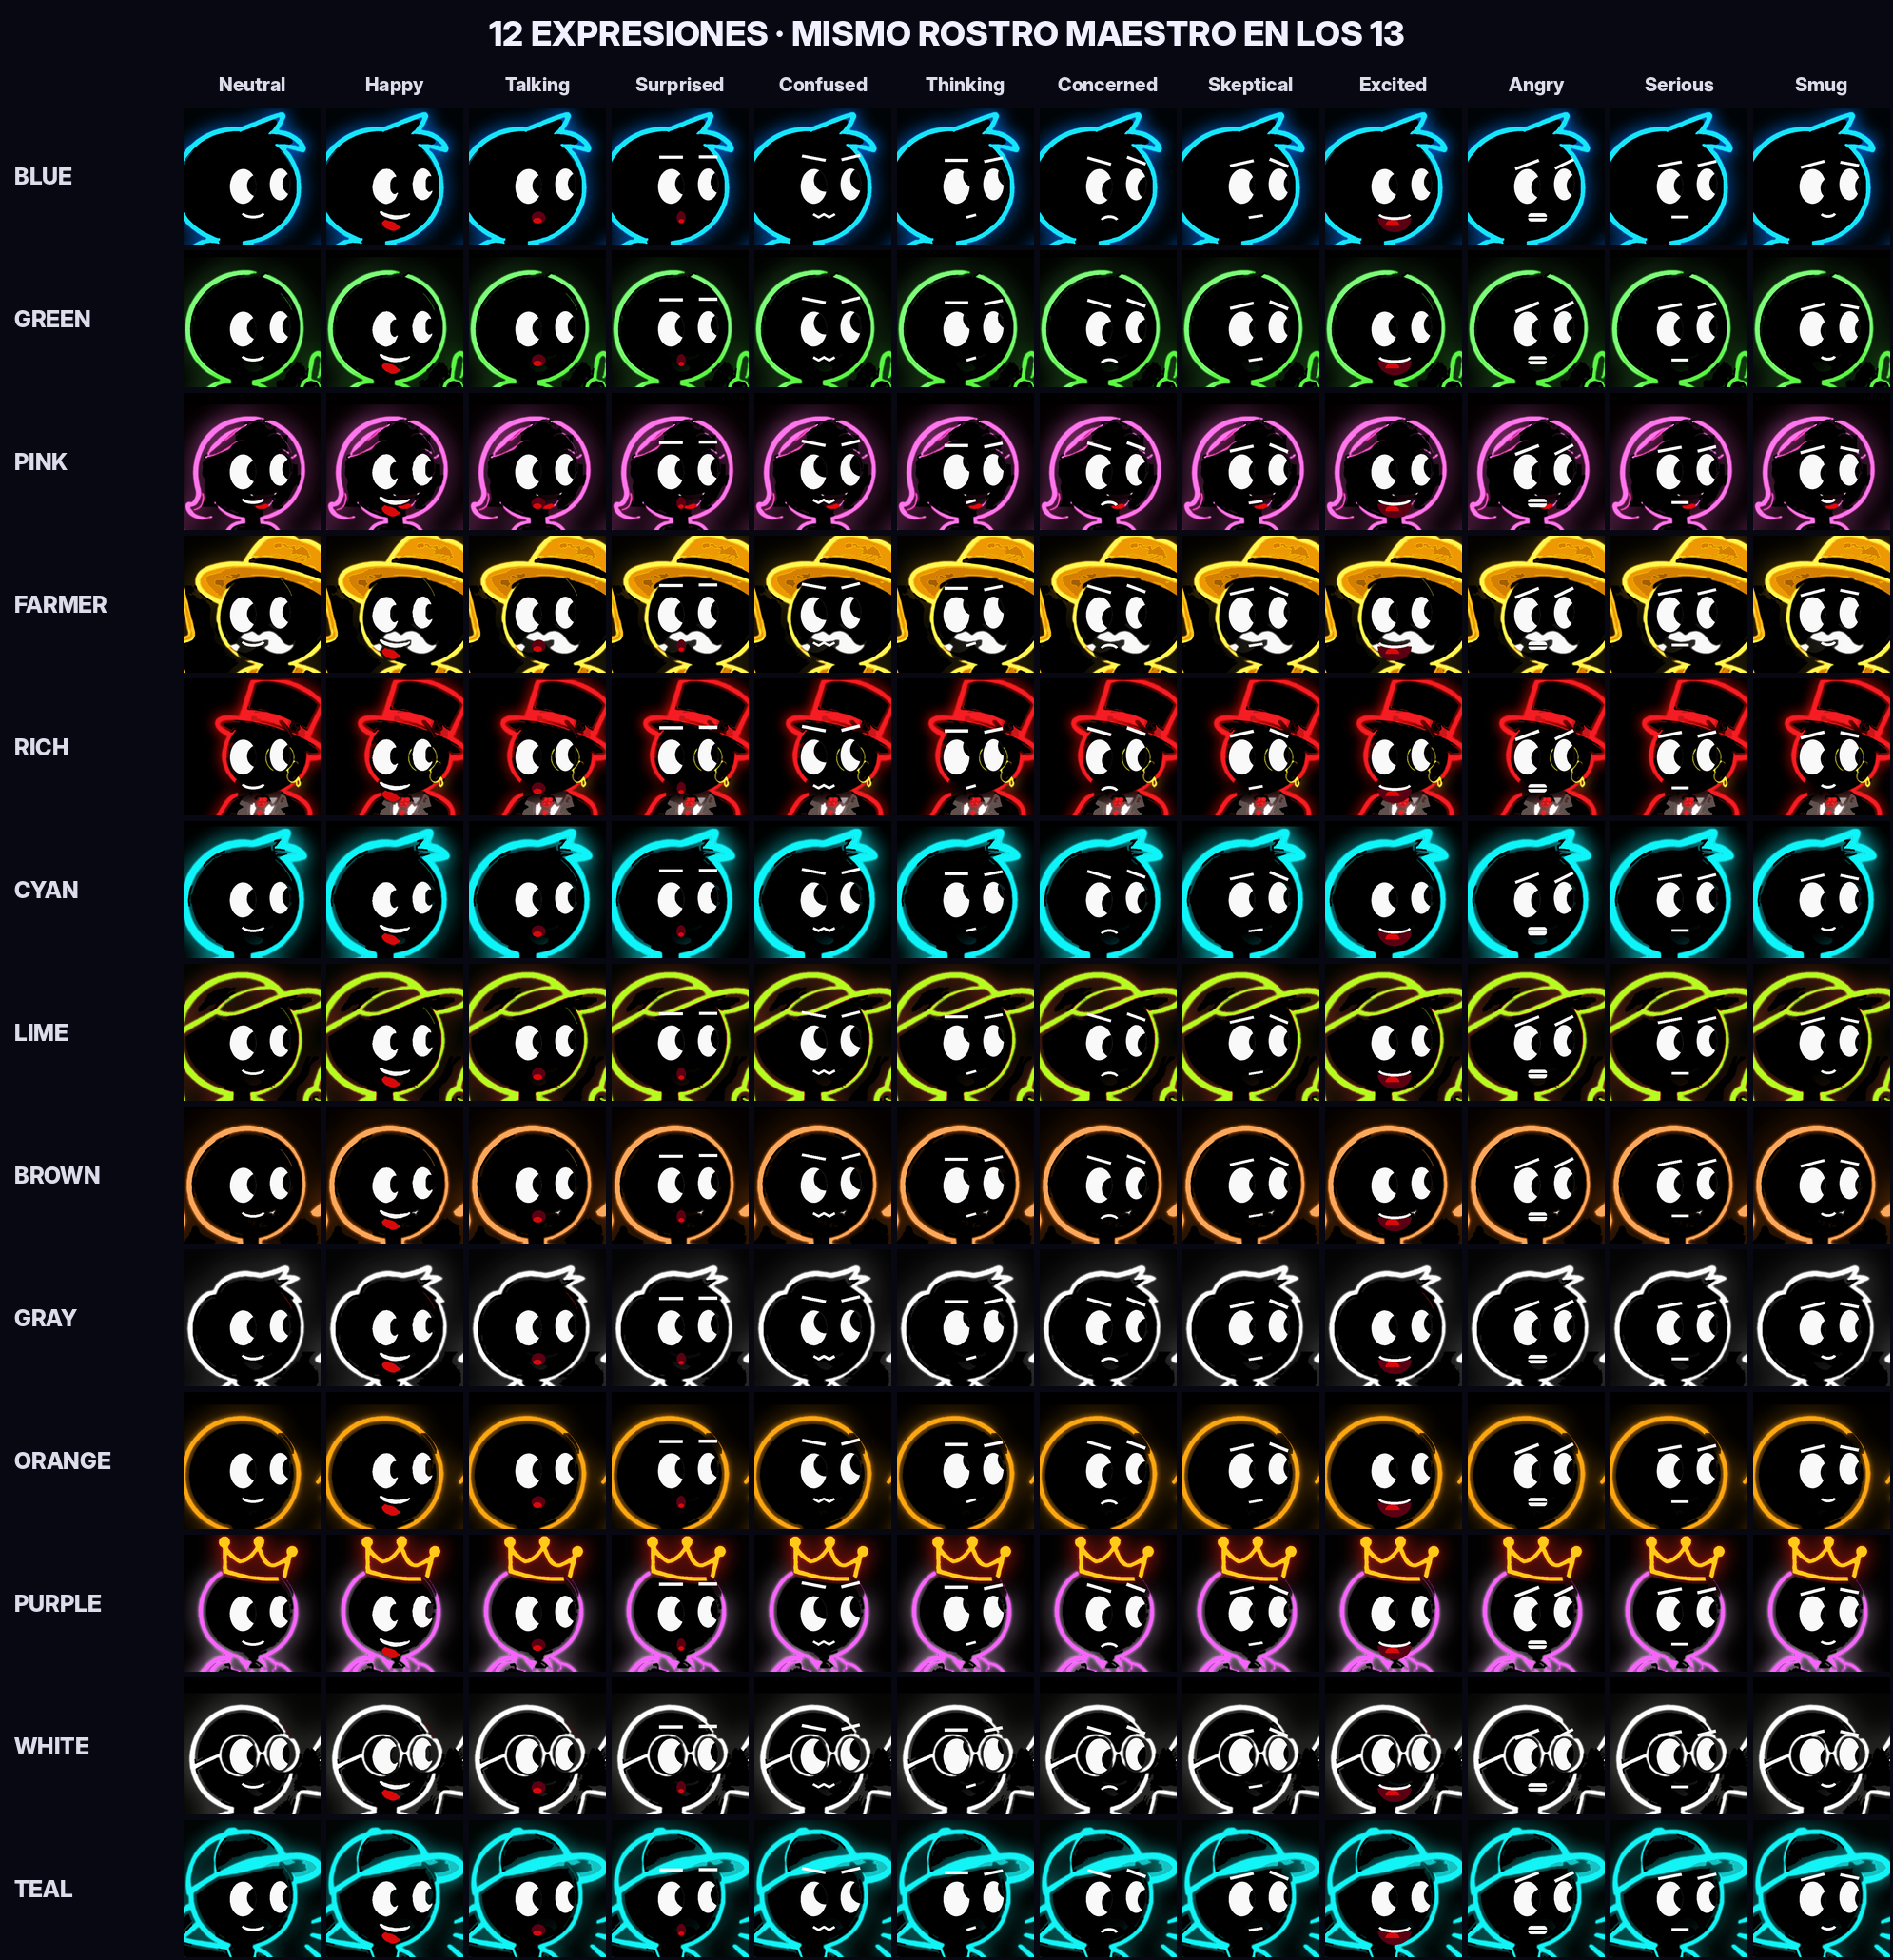 12 EXPRESIONES · MISMO ROSTRO MAESTRO EN LOS 13
Neutral Happy Talking Surprised Confused Thinking Concerned Skeptical Excited Angry Serious Smug
BLUE
GREEN
PINK
FARMER
RICH
CYAN
LIME
BROWN
GRAY
ORANGE
PURPLE
WHITE
TEAL